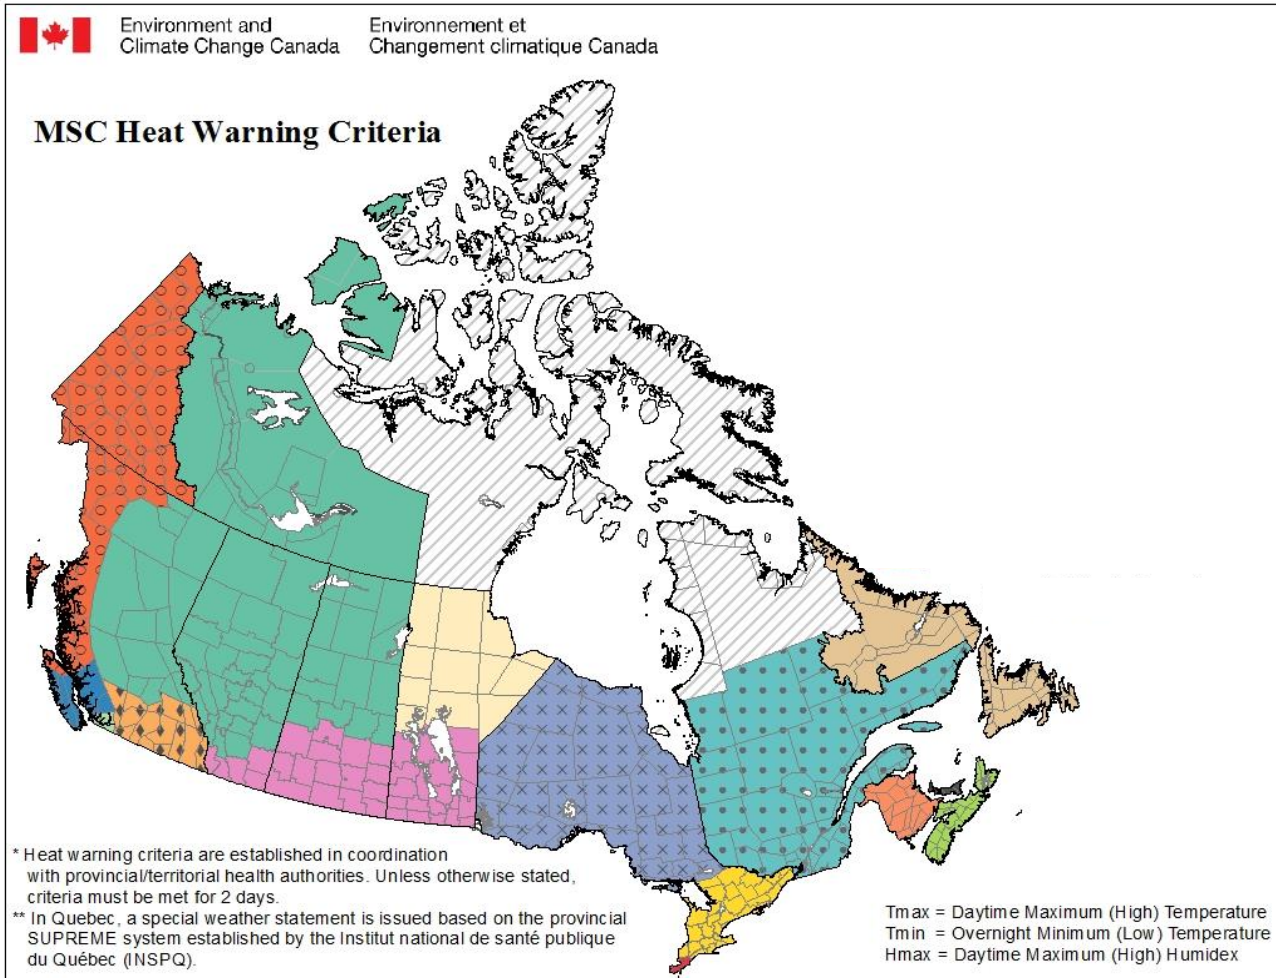 Environment and
Climate Change Canada
Environnement et
Changement climatique Canada
MSC Heat Warning Criteria
* Heat warning criteria are established in coordination
with provincial/territorial health authorities. Unless otherwise stated,
criteria must be met for 2 days.
** In Quebec, a special weather statement is issued based on the provincial
SUPREME system established by the Institut national de santé publique
du Québec (INSPQ).
Tmax = Daytime Maximum (High) Temperature
Tmin = Overnight Minimum (Low) Temperature
Hmax = Daytime Maximum (High) Humidex